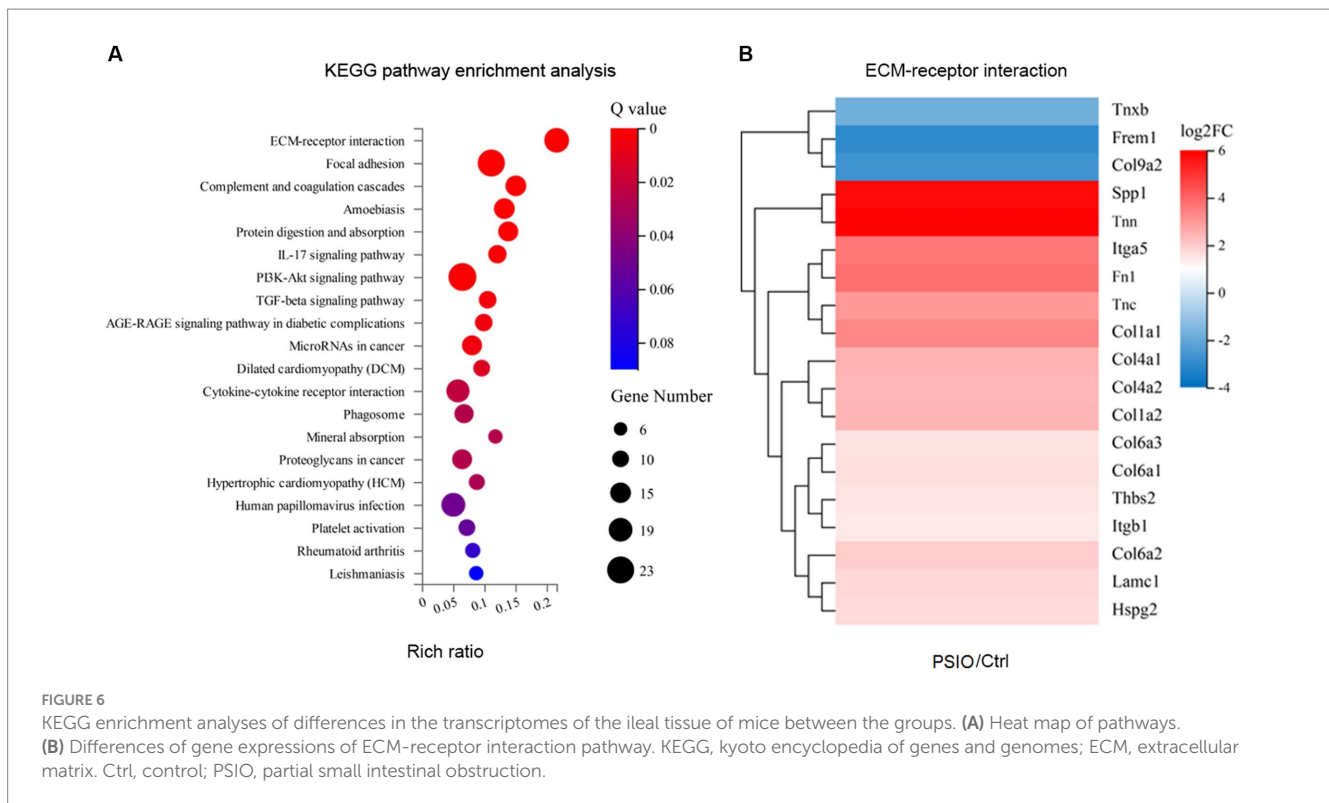 A
KEGG pathway enrichment analysis
ECM-receptor interaction
Focal adhesion
Complement and coagulation cascades
Amoebiasis
Protein digestion and absorption
IL-17 signaling pathway
PI3K-Akt signaling pathway
TGF-beta signaling pathway
AGE-RAGE signaling pathway in diabetic complications
MicroRNAs in cancer
Dilated cardiomyopathy (DCM)
Cytokine-cytokine receptor interaction
Phagosome
Mineral absorption
Proteoglycans in cancer
Hypertrophic cardiomyopathy (HCM)
Human papillomavirus infection
Platelet activation
Rheumatoid arthritis
Leishmaniasis
0 0.05 0.1 0.15 0.2
Rich ratio
Q value
0
0.02
0.04
0.06
0.08
Gene Number
6
10
15
19
23
B
ECM-receptor interaction
Tnxb
Frem1
Col9a2
Spp1
Tnn
Itga5
Fn1
Tnc
Col1a1
Col4a1
Col4a2
Col1a2
Col6a3
Col6a1
Thbs2
Itgb1
Col6a2
Lamc1
Hspg2
PSIO/Ctrl
log2FC
6
4
2
0
-2
-4
FIGURE 6
KEGG enrichment analyses of differences in the transcriptomes of the ileal tissue of mice between the groups. (A) Heat map of pathways.
(B) Differences of gene expressions of ECM-receptor interaction pathway. KEGG, kyoto encyclopedia of genes and genomes; ECM, extracellular
matrix. Ctrl, control; PSIO, partial small intestinal obstruction.